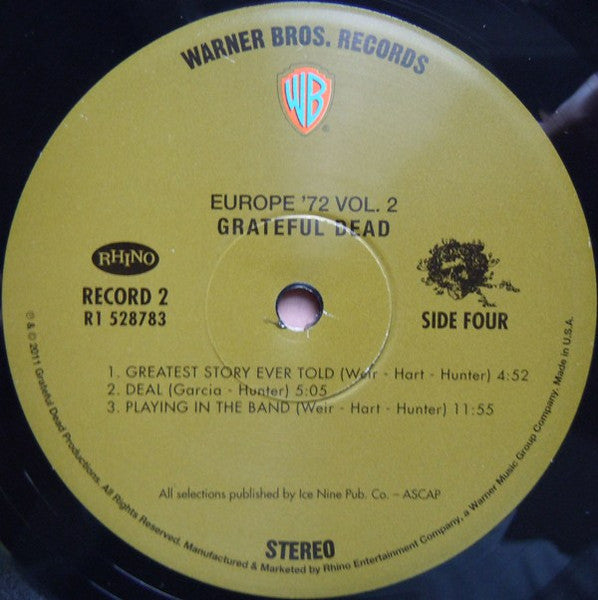 WARNER BROS. RECORDS
WB
®
EUROPE '72 VOL. 2
GRATEFUL DEAD
RHINO
RECORD 2
R1 528783
SIDE FOUR
1. GREATEST STORY EVER TOLD (Weir - Hart - Hunter) 4:52
2. DEAL (Garcia - Hunter) 5:05
3. PLAYING IN THE BAND (Weir - Hart - Hunter) 11:55
All selections published by Ice Nine Pub. Co. – ASCAP
STEREO
℗ & © 2011 Grateful Dead Productions. All Rights Reserved. Manufactured & Marketed by Rhino Entertainment Company, a Warner Music Group Company. Made in U.S.A.